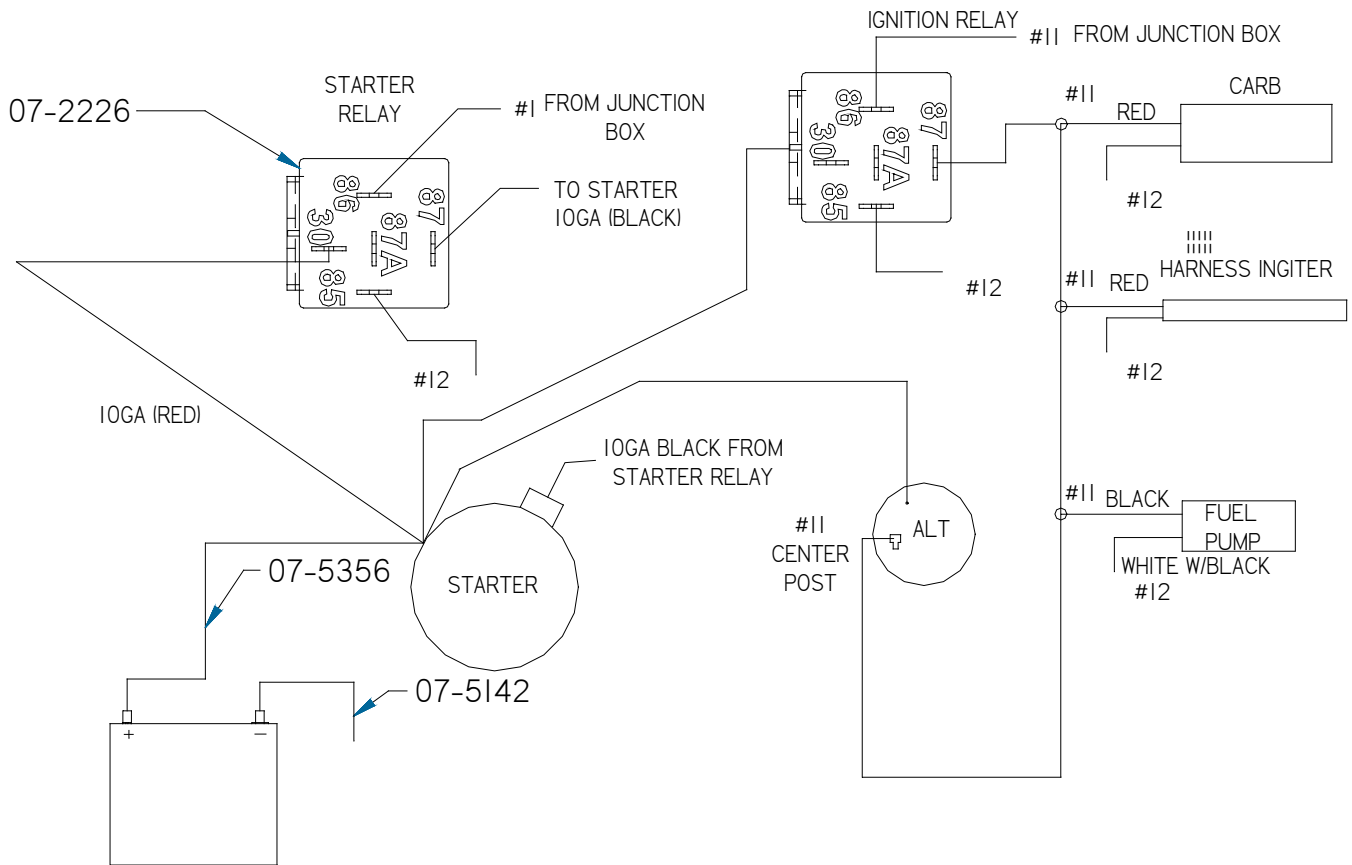 IGNITION RELAY
#11 FROM JUNCTION BOX
STARTER
RELAY
07-2226
#1 FROM JUNCTION
BOX
86
30
87A
87
85
TO STARTER
10GA (BLACK)
#12
10GA (RED)
86
30
87A
87
85
#12
#11
RED
CARB
#12
#11
RED
HARNESS INGITER
#12
10GA BLACK FROM
STARTER RELAY
STARTER
#11
CENTER
POST
ALT
#11
BLACK
FUEL
PUMP
WHITE W/BLACK
#12
07-5356
07-5142
+
−